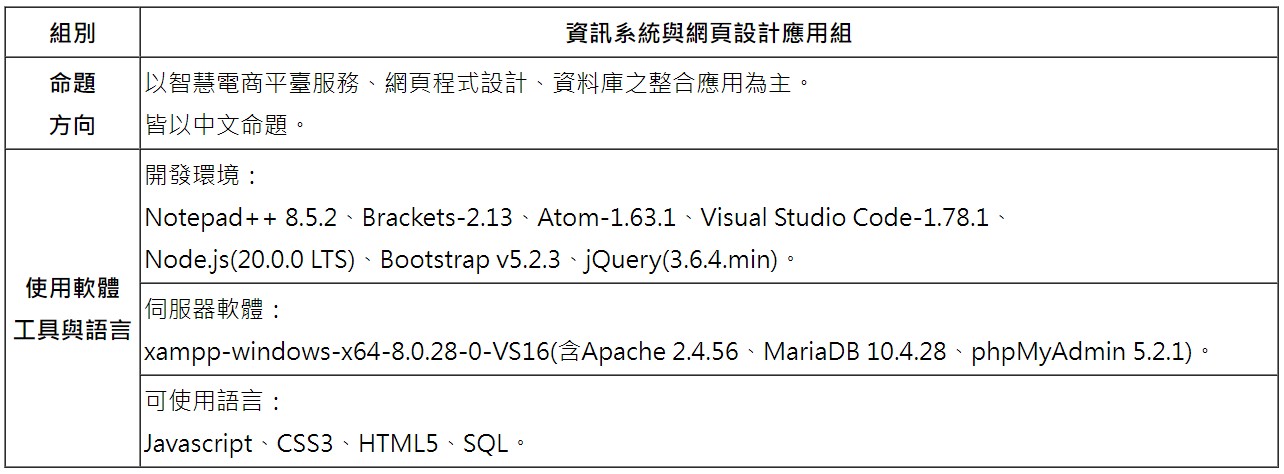 組別
資訊系統與網頁設計應用組
命題
方向
以智慧電商平臺服務、網頁程式設計、資料庫之整合應用為主。
皆以中文命題。
使用軟體
工具與語言
開發環境：
Notepad++ 8.5.2、Brackets-2.13、Atom-1.63.1、Visual Studio Code-1.78.1、
Node.js(20.0.0 LTS)、Bootstrap v5.2.3、jQuery(3.6.4.min)。
伺服器軟體：
xampp-windows-x64-8.0.28-0-VS16(含Apache 2.4.56、MariaDB 10.4.28、phpMyAdmin 5.2.1)。
可使用語言：
Javascript、CSS3、HTML5、SQL。